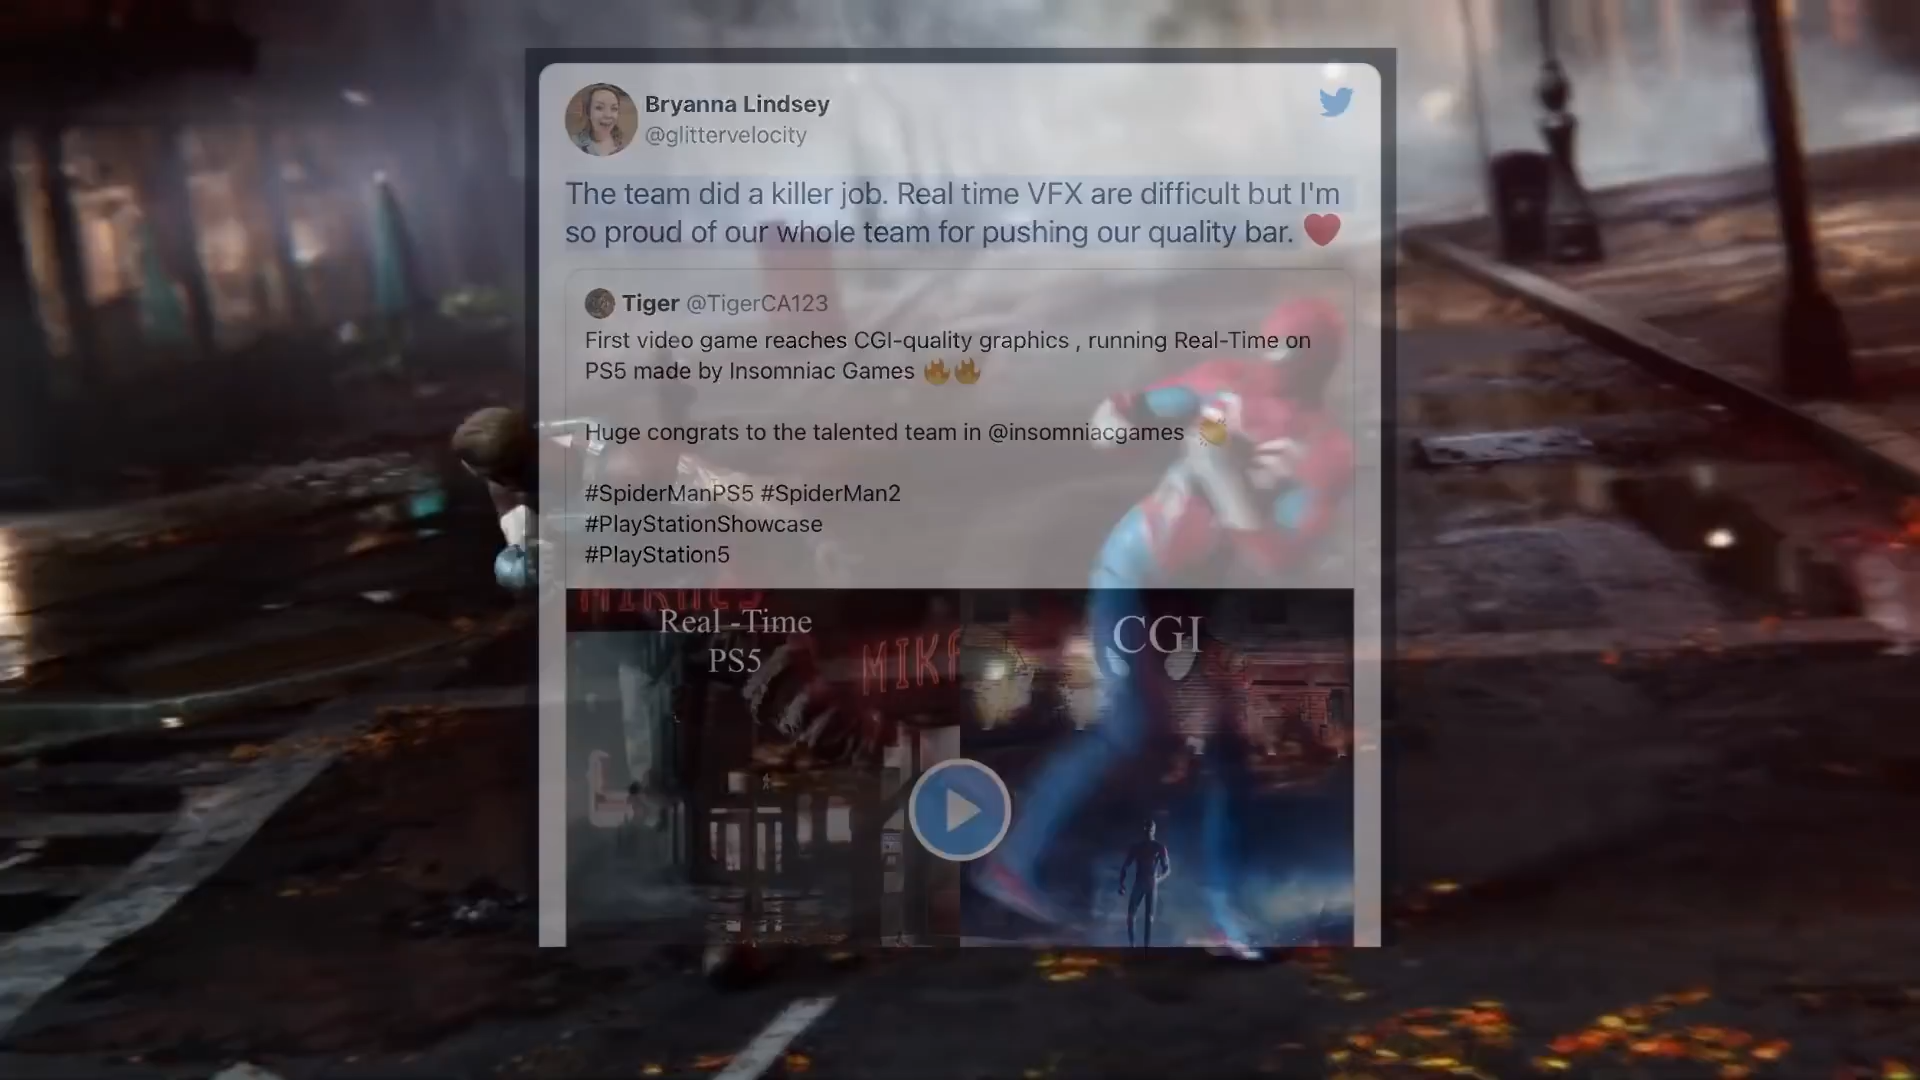 Bryanna Lindsey
@glittervelocity
The team did a killer job. Real time VFX are difficult but I'm
so proud of our whole team for pushing our quality bar. ❤️
Tiger @TigerCA123
First video game reaches CGI-quality graphics , running Real-Time on
PS5 made by Insomniac Games 🔥🔥
Huge congrats to the talented team in @insomniacgames 👏
#SpiderManPS5 #SpiderMan2
#PlayStationShowcase
#PlayStation5
Real -Time
PS5
CGI